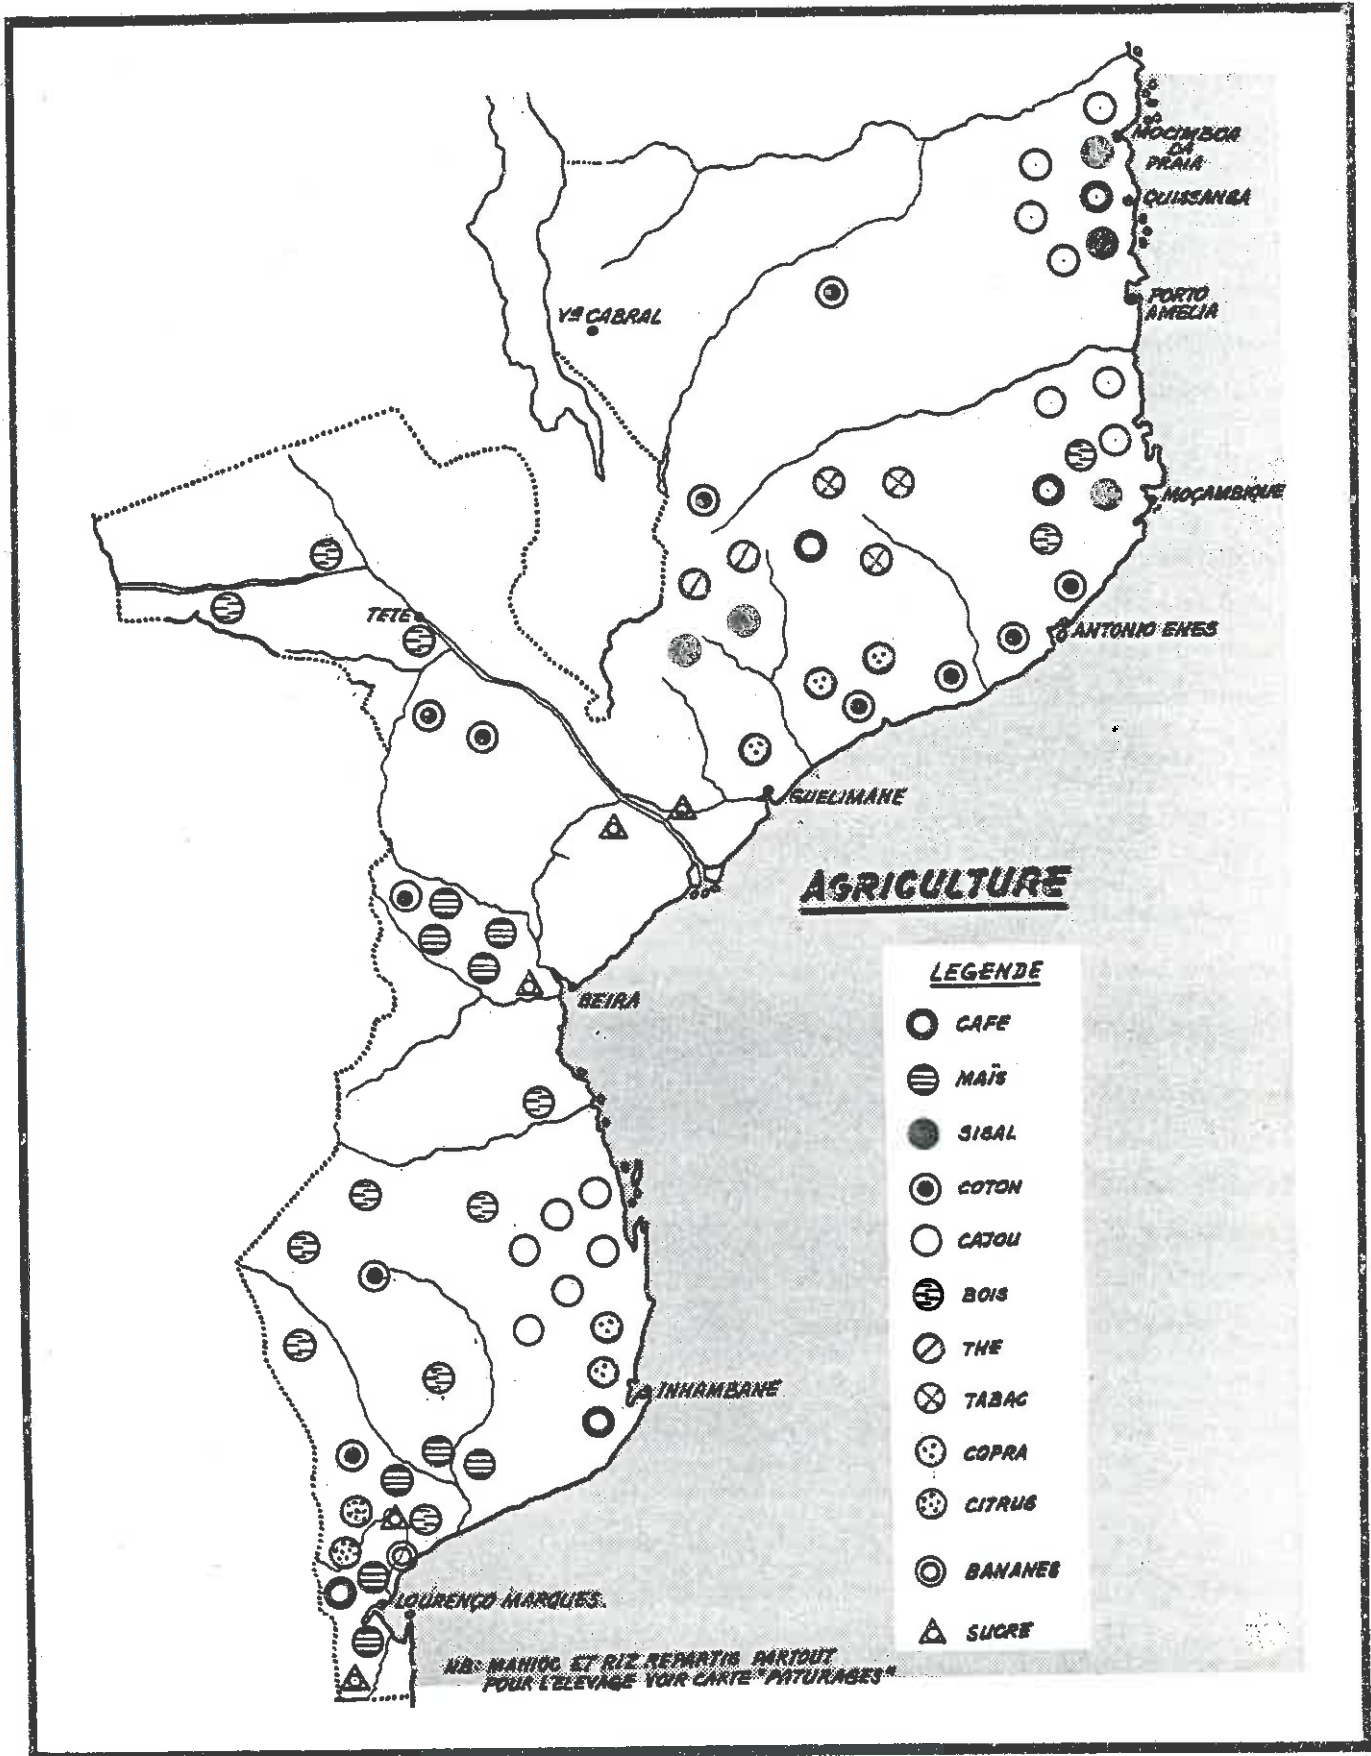 MOCIMBOA
DA
PRAIA
QUISSANGA
PORTO
AMELIA
Vª CABRAL
MOÇAMBIQUE
TETE
ANTONIO ENES
QUELIMANE
AGRICULTURE
BEIRA
LEGENDE
CAFE
MAÏS
SISAL
COTON
CAJOU
BOIS
THE
TABAC
COPRA
CITRUS
BANANES
SUCRE
INHAMBANE
LOURENÇO MARQUES.
NB: MANIOC ET RIZ REPARTIS PARTOUT
POUR L'ELEVAGE VOIR CARTE "PATURAGES"